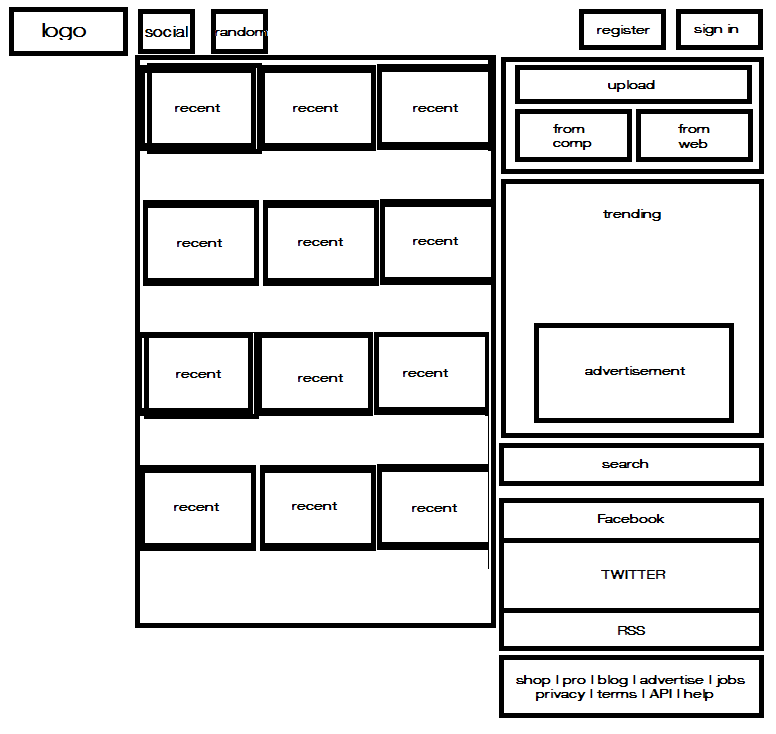 logo
social
random
register
sign in
recent
recent
recent
recent
recent
recent
recent
recent
recent
recent
recent
recent
upload
from
comp
from
web
trending
advertisement
search
Facebook
TWITTER
RSS
shop | pro | blog | advertise | jobs
privacy | terms | API | help